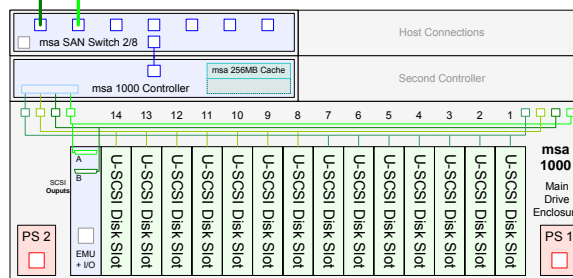 msa SAN Switch 2/8
Host Connections
msa 256MB Cache
msa 1000 Controller
Second Controller
14 13 12 11 10 9 8 7 6 5 4 3 2 1
A
B
SCSI
Ouputs
EMU
+ I/O
PS 2
U-SCSI Disk Slot
U-SCSI Disk Slot
U-SCSI Disk Slot
U-SCSI Disk Slot
U-SCSI Disk Slot
U-SCSI Disk Slot
U-SCSI Disk Slot
U-SCSI Disk Slot
U-SCSI Disk Slot
U-SCSI Disk Slot
U-SCSI Disk Slot
U-SCSI Disk Slot
U-SCSI Disk Slot
U-SCSI Disk Slot
msa
1000
Main
Drive
Enclosur
PS 1